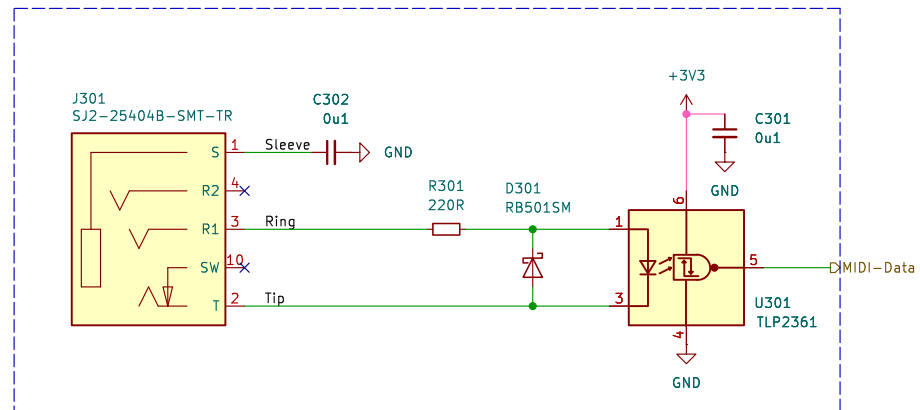 J301
SJ2-25404B-SMT-TR
S
1
Sleeve
C302
0u1
GND
R2
4
R1
3
Ring
R301
220R
D301
RB501SM
SW
10
T
2
Tip
+3V3
C301
0u1
GND
6
1
3
5
MIDI-Data
U301
TLP2361
4
GND